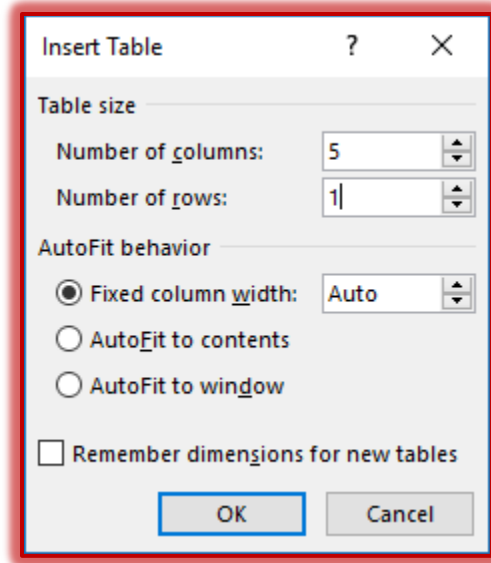 Insert Table ?
Table size
Number of columns: 5
Number of rows: 1
AutoFit behavior
Fixed column width: Auto
AutoFit to contents
AutoFit to window
Remember dimensions for new tables
OK Cancel